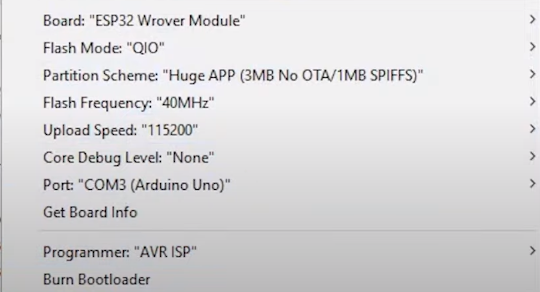 Board: "ESP32 Wrover Module"
Flash Mode: "QIO"
Partition Scheme: "Huge APP (3MB No OTA/1MB SPIFFS)"
Flash Frequency: "40MHz"
Upload Speed: "115200"
Core Debug Level: "None"
Port: "COM3 (Arduino Uno)"
Get Board Info
Programmer: "AVR ISP"
Burn Bootloader